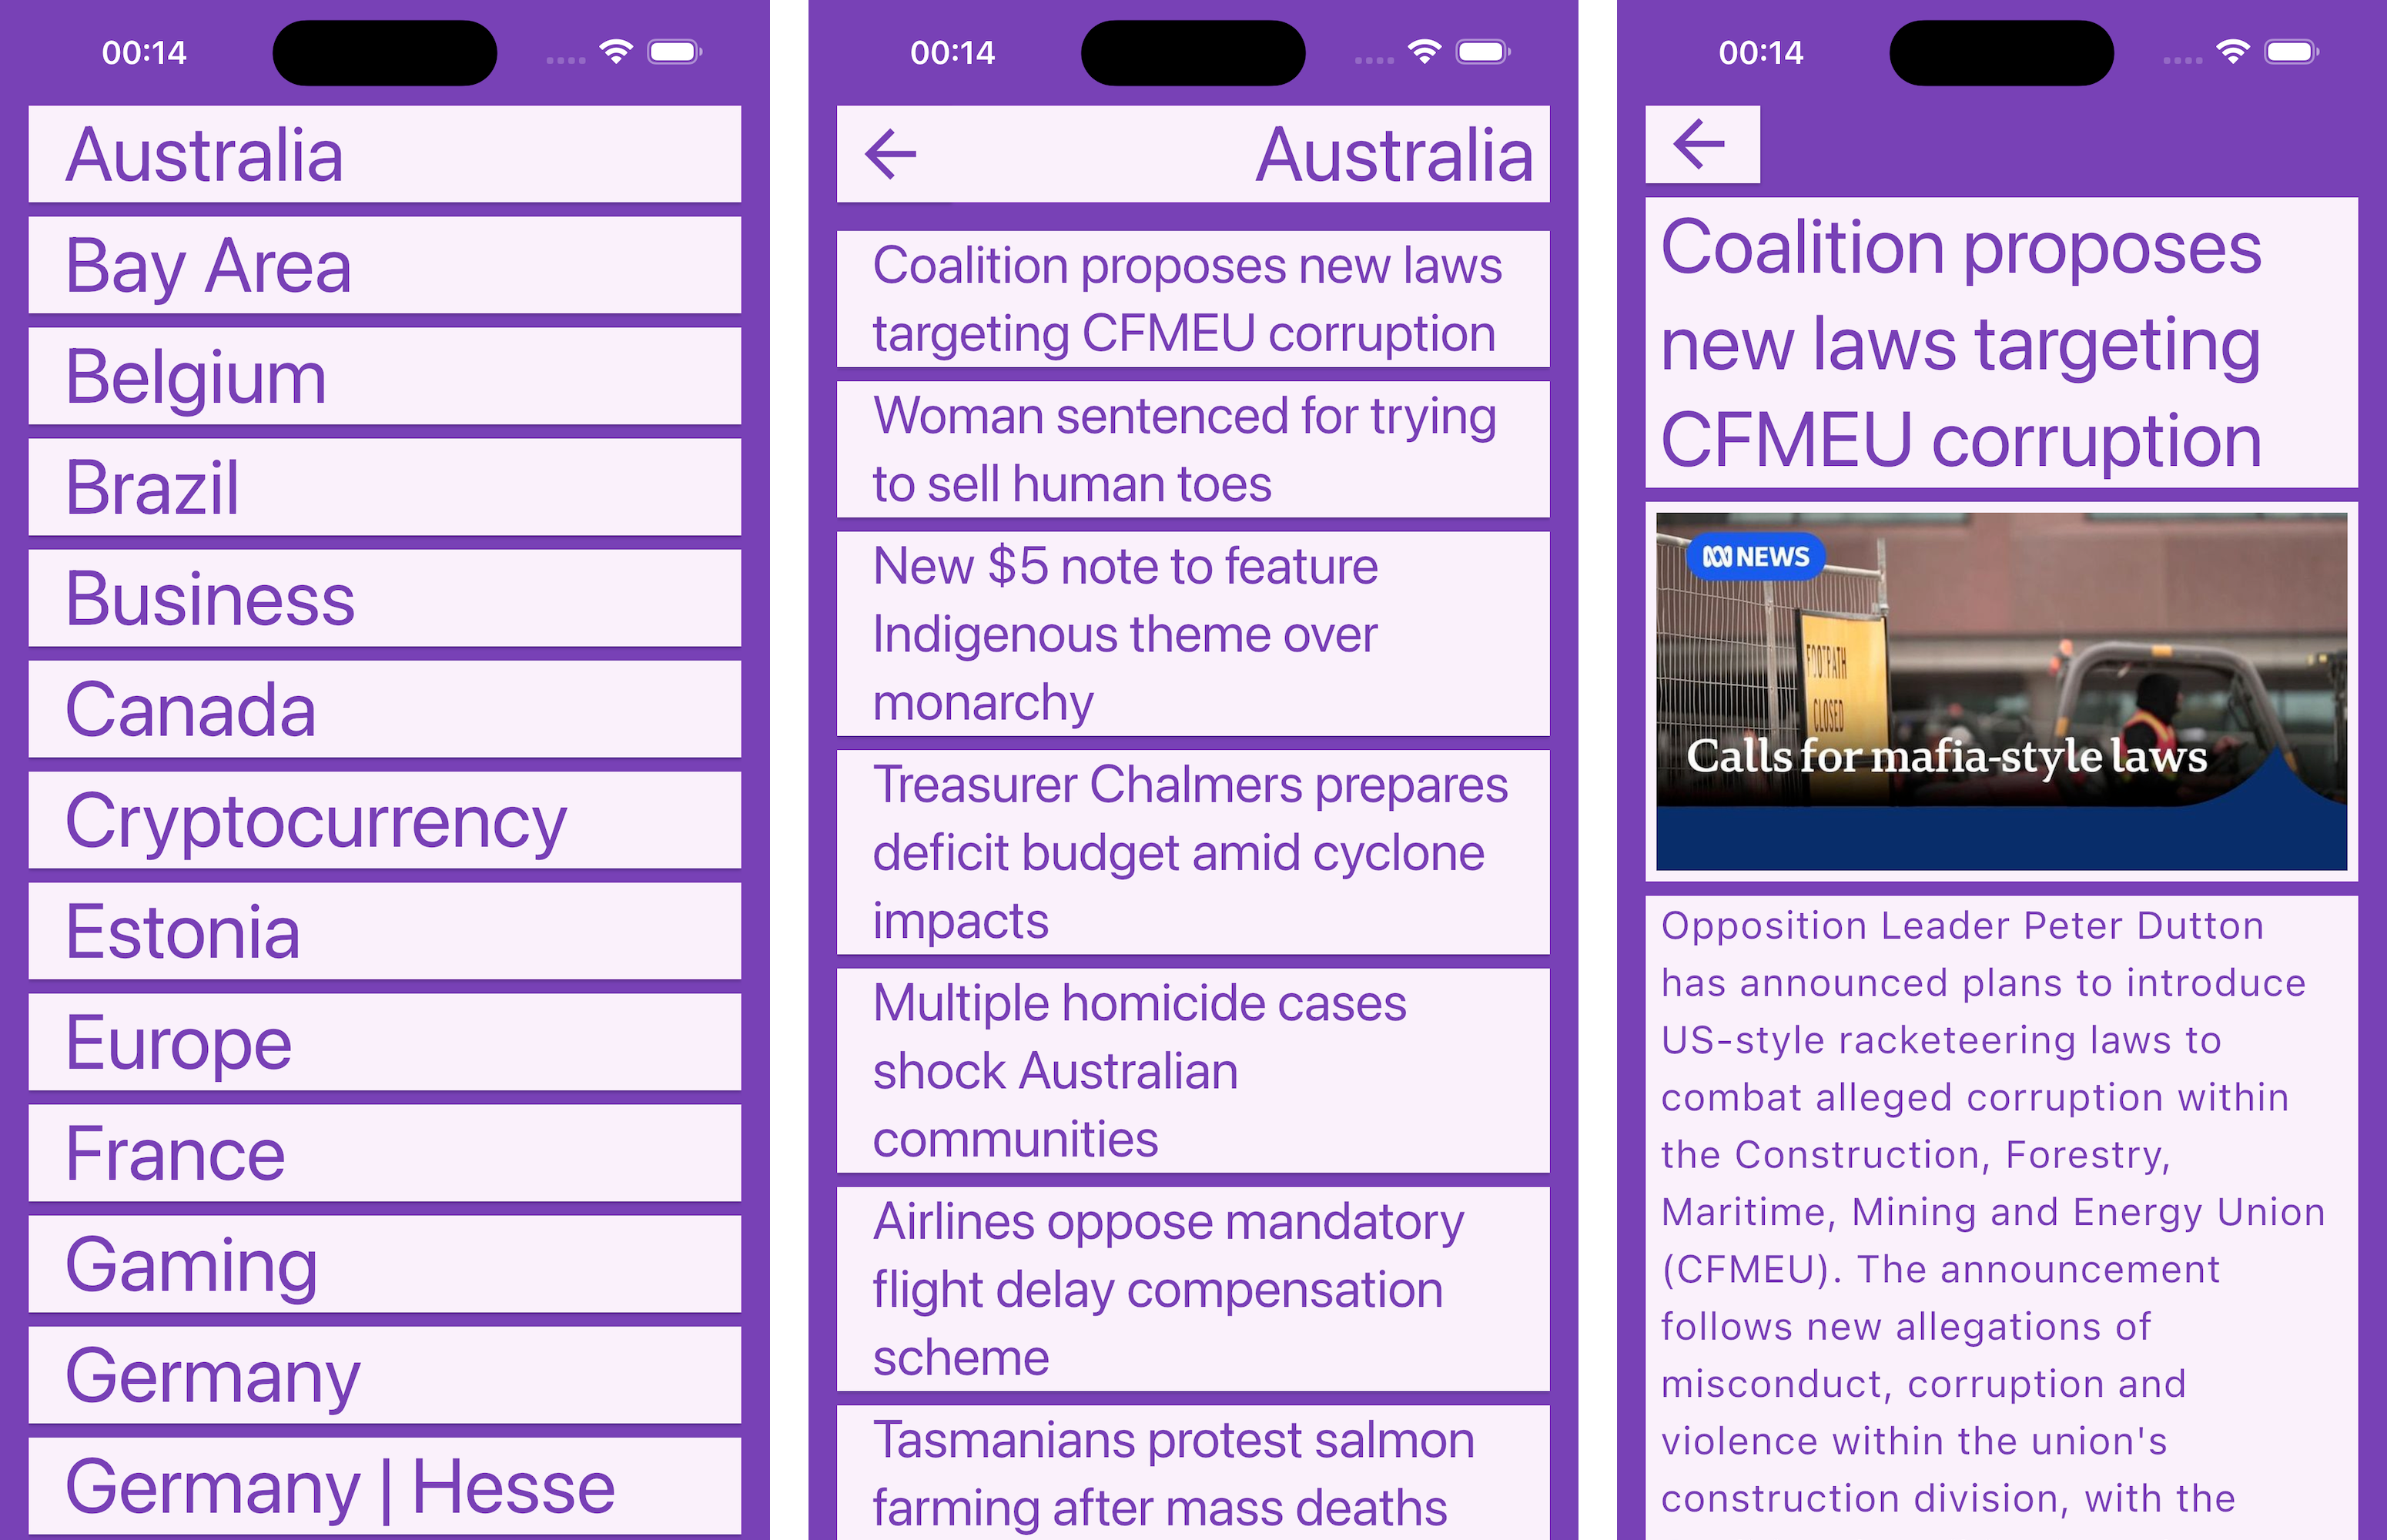 00:14
Australia
Bay Area
Belgium
Brazil
Business
Canada
Cryptocurrency
Estonia
Europe
France
Gaming
Germany
Germany | Hesse
00:14
Australia
Coalition proposes new laws
targeting CFMEU corruption
Woman sentenced for trying
to sell human toes
New $5 note to feature
Indigenous theme over
monarchy
Treasurer Chalmers prepares
deficit budget amid cyclone
impacts
Multiple homicide cases
shock Australian
communities
Airlines oppose mandatory
flight delay compensation
scheme
Tasmanians protest salmon
farming after mass deaths
00:14
Coalition proposes
new laws targeting
CFMEU corruption
NEWS
FOOTPATH
CLOSED
Calls for mafia-style laws
Opposition Leader Peter Dutton
has announced plans to introduce
US-style racketeering laws to
combat alleged corruption within
the Construction, Forestry,
Maritime, Mining and Energy Union
(CFMEU). The announcement
follows new allegations of
misconduct, corruption and
violence within the union's
construction division, with the